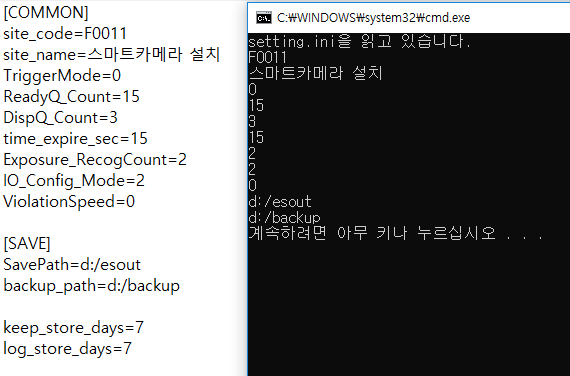 [COMMON]
site_code=F0011
site_name=스마트카메라 설치
TriggerMode=0
ReadyQ_Count=15
DispQ_Count=3
time_expire_sec=15
Exposure_RecogCount=2
IO_Config_Mode=2
ViolationSpeed=0
[SAVE]
SavePath=d:/esout
backup_path=d:/backup
keep_store_days=7
log_store_days=7
C:₩WINDOWS₩system32₩cmd.exe
setting.ini을 읽고 있습니다.
F0011
스마트카메라 설치
0
15
3
15
2
2
0
d:/esout
d:/backup
계속하려면 아무 키나 누르십시오 . . .